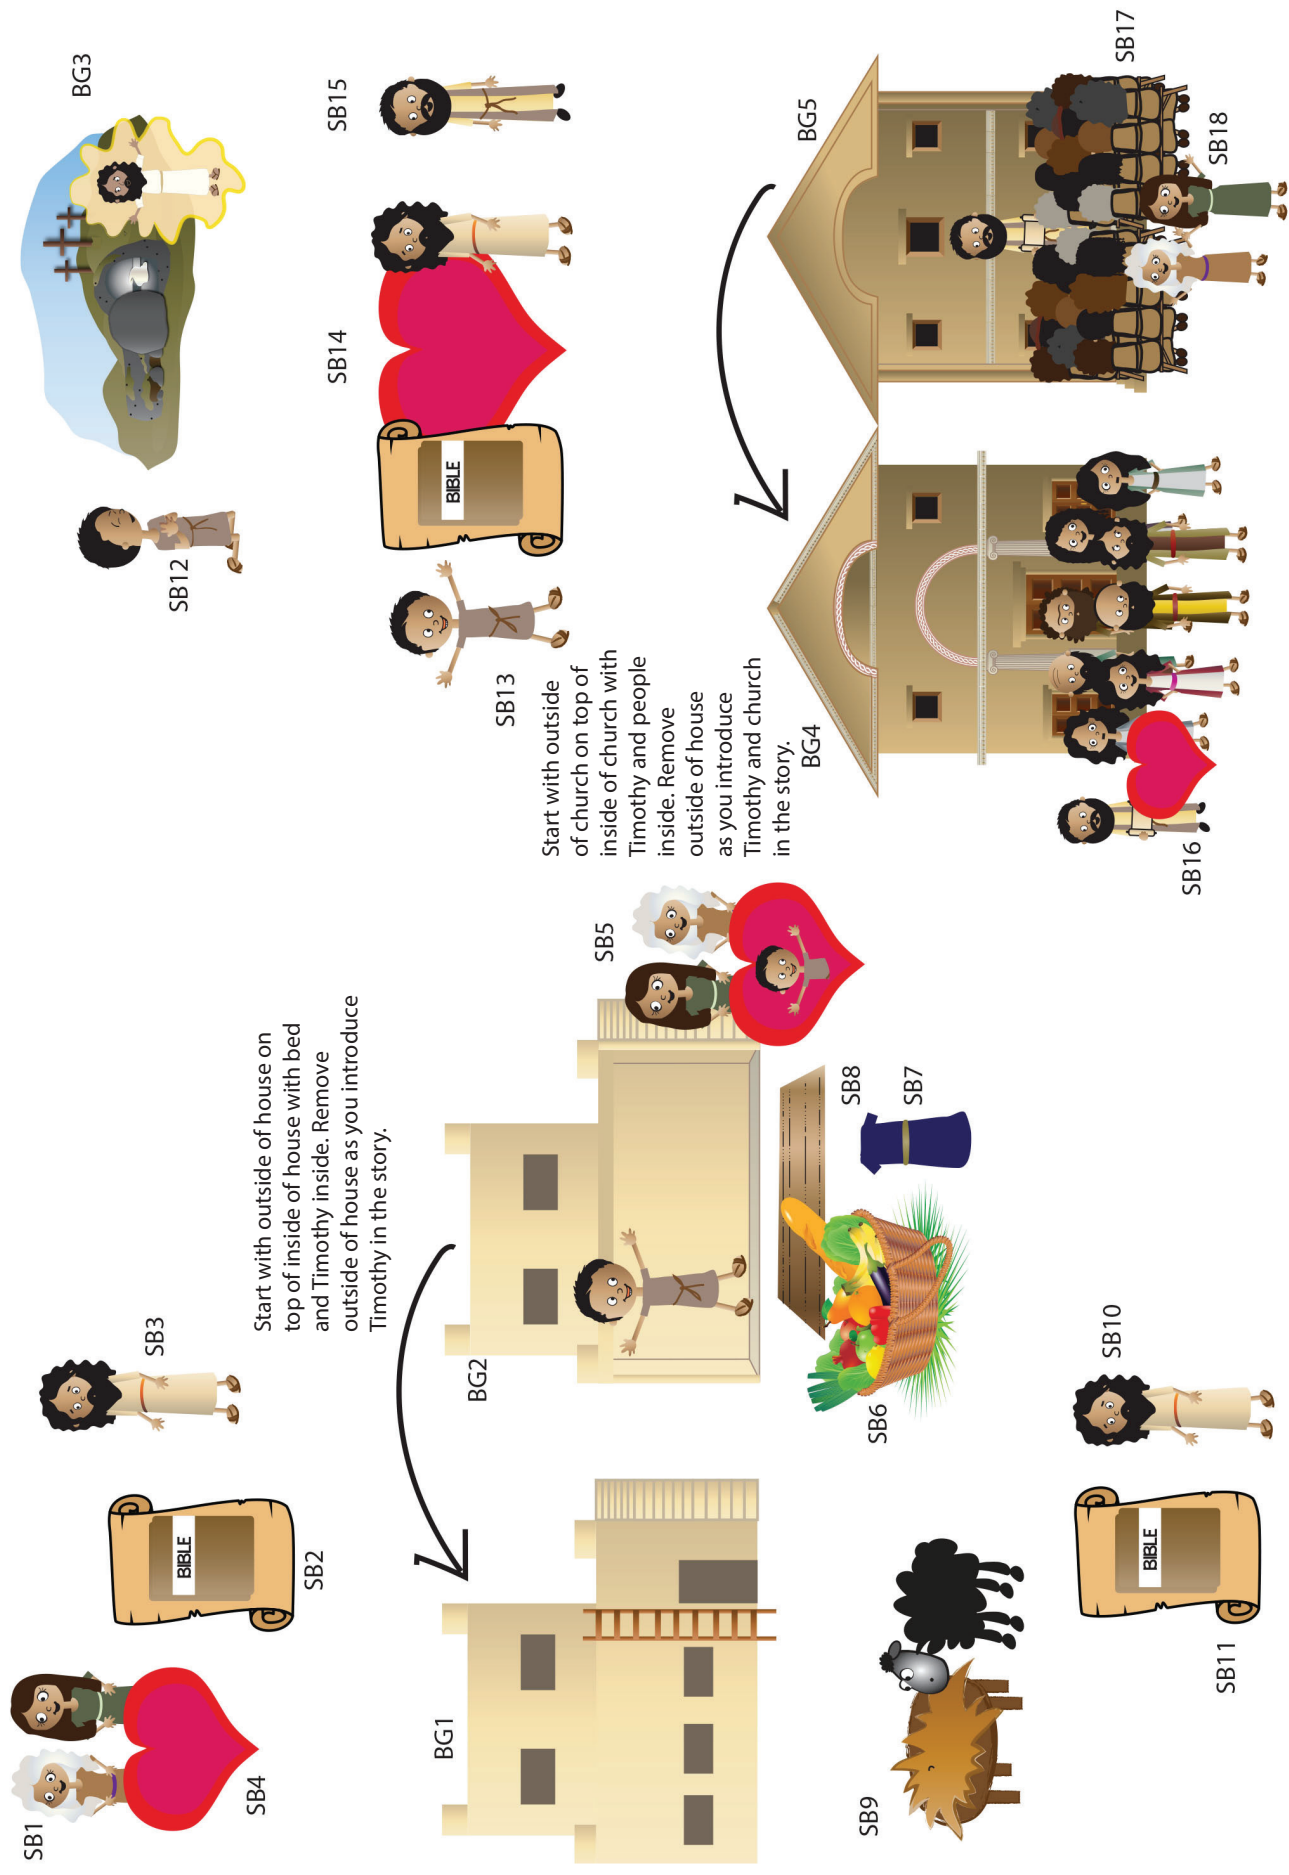 SB1
SB4
BIBLE
SB2
SB3
Start with outside of house on
top of inside of house with bed
and Timothy inside. Remove
outside of house as you introduce
Timothy in the story.
BG1
BG2
SB5
SB6
SB8
SB7
SB9
BIBLE
SB11
SB10
SB12
BG3
SB13
BIBLE
SB14
SB15
Start with outside
of church on top of
inside of church with
Timothy and people
inside. Remove
outside of house
as you introduce
Timothy and church
in the story.
BG4
BG5
SB16
SB18
SB17